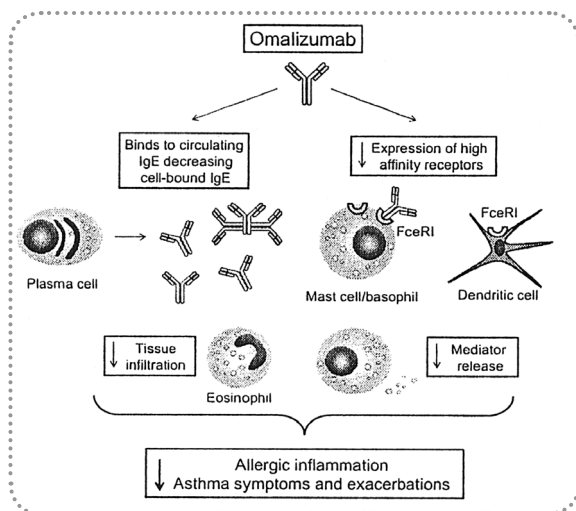 Omalizumab
Binds to circulating
IgE decreasing
cell-bound IgE
↓ Expression of high
affinity receptors
FceRI
FceRI
Plasma cell
Mast cell/basophil
Dendritic cell
↓ Tissue
infiltration
Eosinophil
↓ Mediator
release
↓ Allergic inflammation
Asthma symptoms and exacerbations